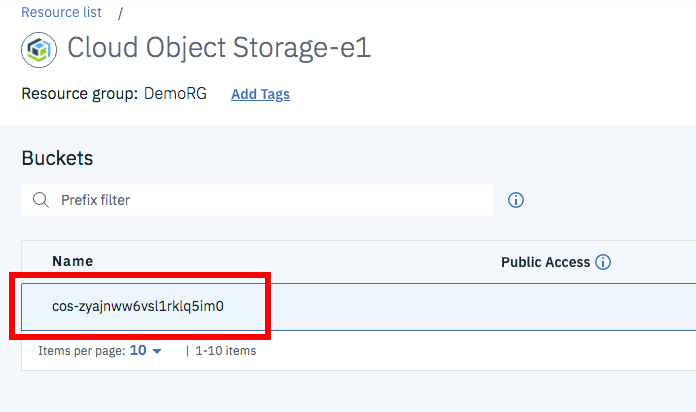 Resource list /
Cloud Object Storage-e1
Resource group: DemoRG Add Tags
Buckets
Prefix filter
Name Public Access
cos-zyajnww6vsl1rklq5im0
Items per page: 10 | 1-10 items